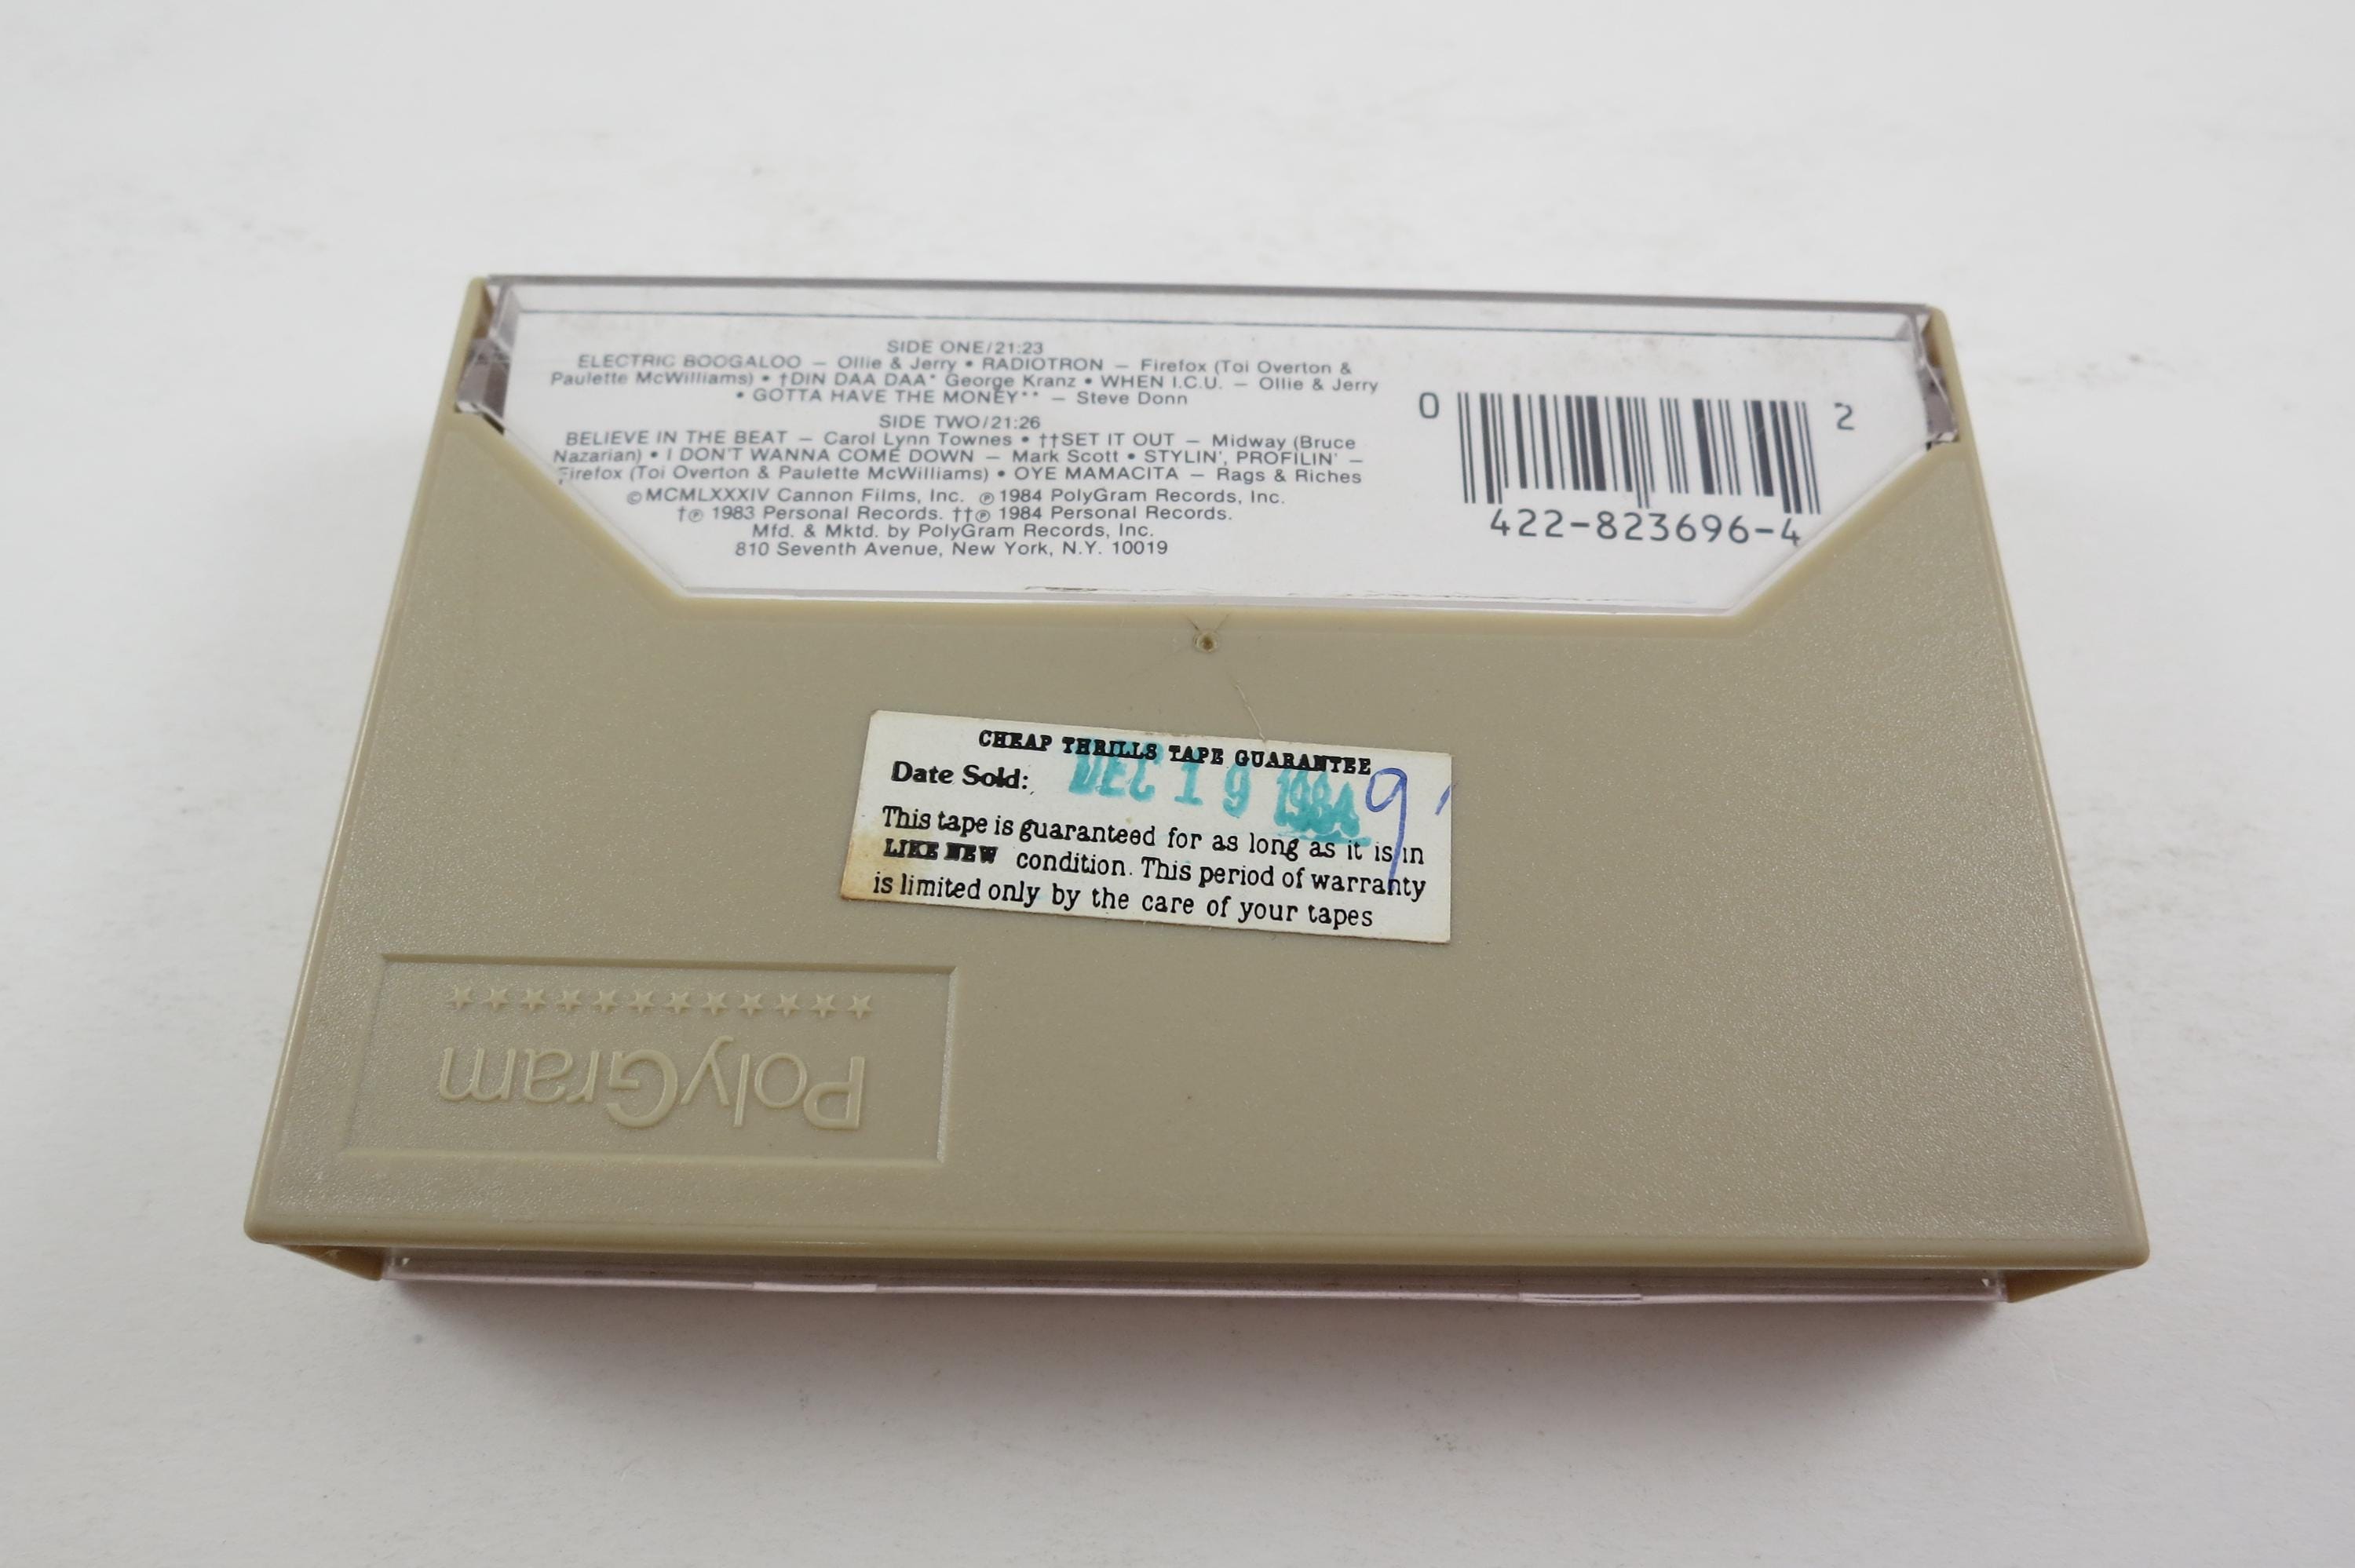 SIDE ONE/21:23
ELECTRIC BOOGALOO — Ollie & Jerry • RADIOTRON — Firefox (Toi Overton &
Paulette McWilliams) • †DIN DAA DAA* George Kranz • WHEN I.C.U. — Ollie & Jerry
• GOTTA HAVE THE MONEY** — Steve Donn
SIDE TWO/21:26
BELIEVE IN THE BEAT — Carol Lynn Townes • ††SET IT OUT — Midway (Bruce
Nazarian) • I DON'T WANNA COME DOWN — Mark Scott • STYLIN', PROFILIN' —
Firefox (Toi Overton & Paulette McWilliams) • OYE MAMACITA — Rags & Riches
©MCMLXXXIV Cannon Films, Inc. ℗1984 PolyGram Records, Inc.
†℗ 1983 Personal Records. ††℗ 1984 Personal Records.
Mfd. & Mktd. by PolyGram Records, Inc.
810 Seventh Avenue, New York, N.Y. 10019
0 2
422-823696-4
CHEAP THRILLS TAPE GUARANTEE
Date Sold: DEC 19 1984 9
This tape is guaranteed for as long as it is in
LIKE NEW condition. This period of warranty
is limited only by the care of your tapes
PolyGram